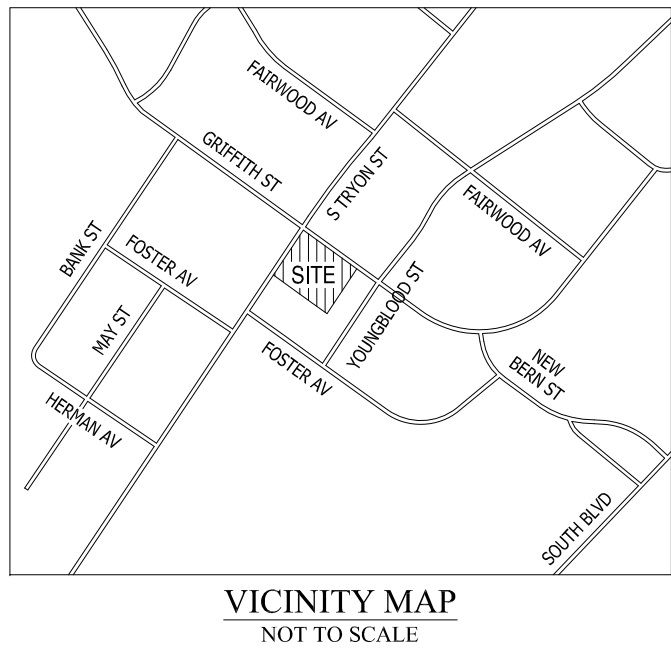 FAIRWOOD AV
GRIFFITH ST
S TRYON ST
FAIRWOOD AV
BANK ST
FOSTER AV
SITE
MAY ST
YOUNGBLOOD ST
FOSTER AV
NEW
BERN ST
HERMAN AV
SOUTH BLVD
VICINITY MAP
NOT TO SCALE